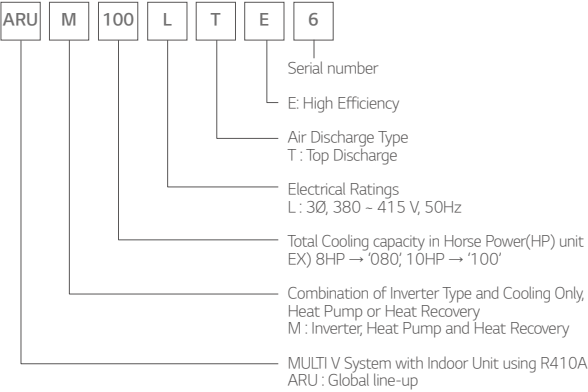 ARU M 100 L T E 6
Serial number
E: High Efficiency
Air Discharge Type
T : Top Discharge
Electrical Ratings
L : 3Ø, 380 ~ 415 V, 50Hz
Total Cooling capacity in Horse Power(HP) unit
EX) 8HP → '080', 10HP → '100'
Combination of Inverter Type and Cooling Only,
Heat Pump or Heat Recovery
M : Inverter, Heat Pump and Heat Recovery
MULTI V System with Indoor Unit using R410A
ARU : Global line-up